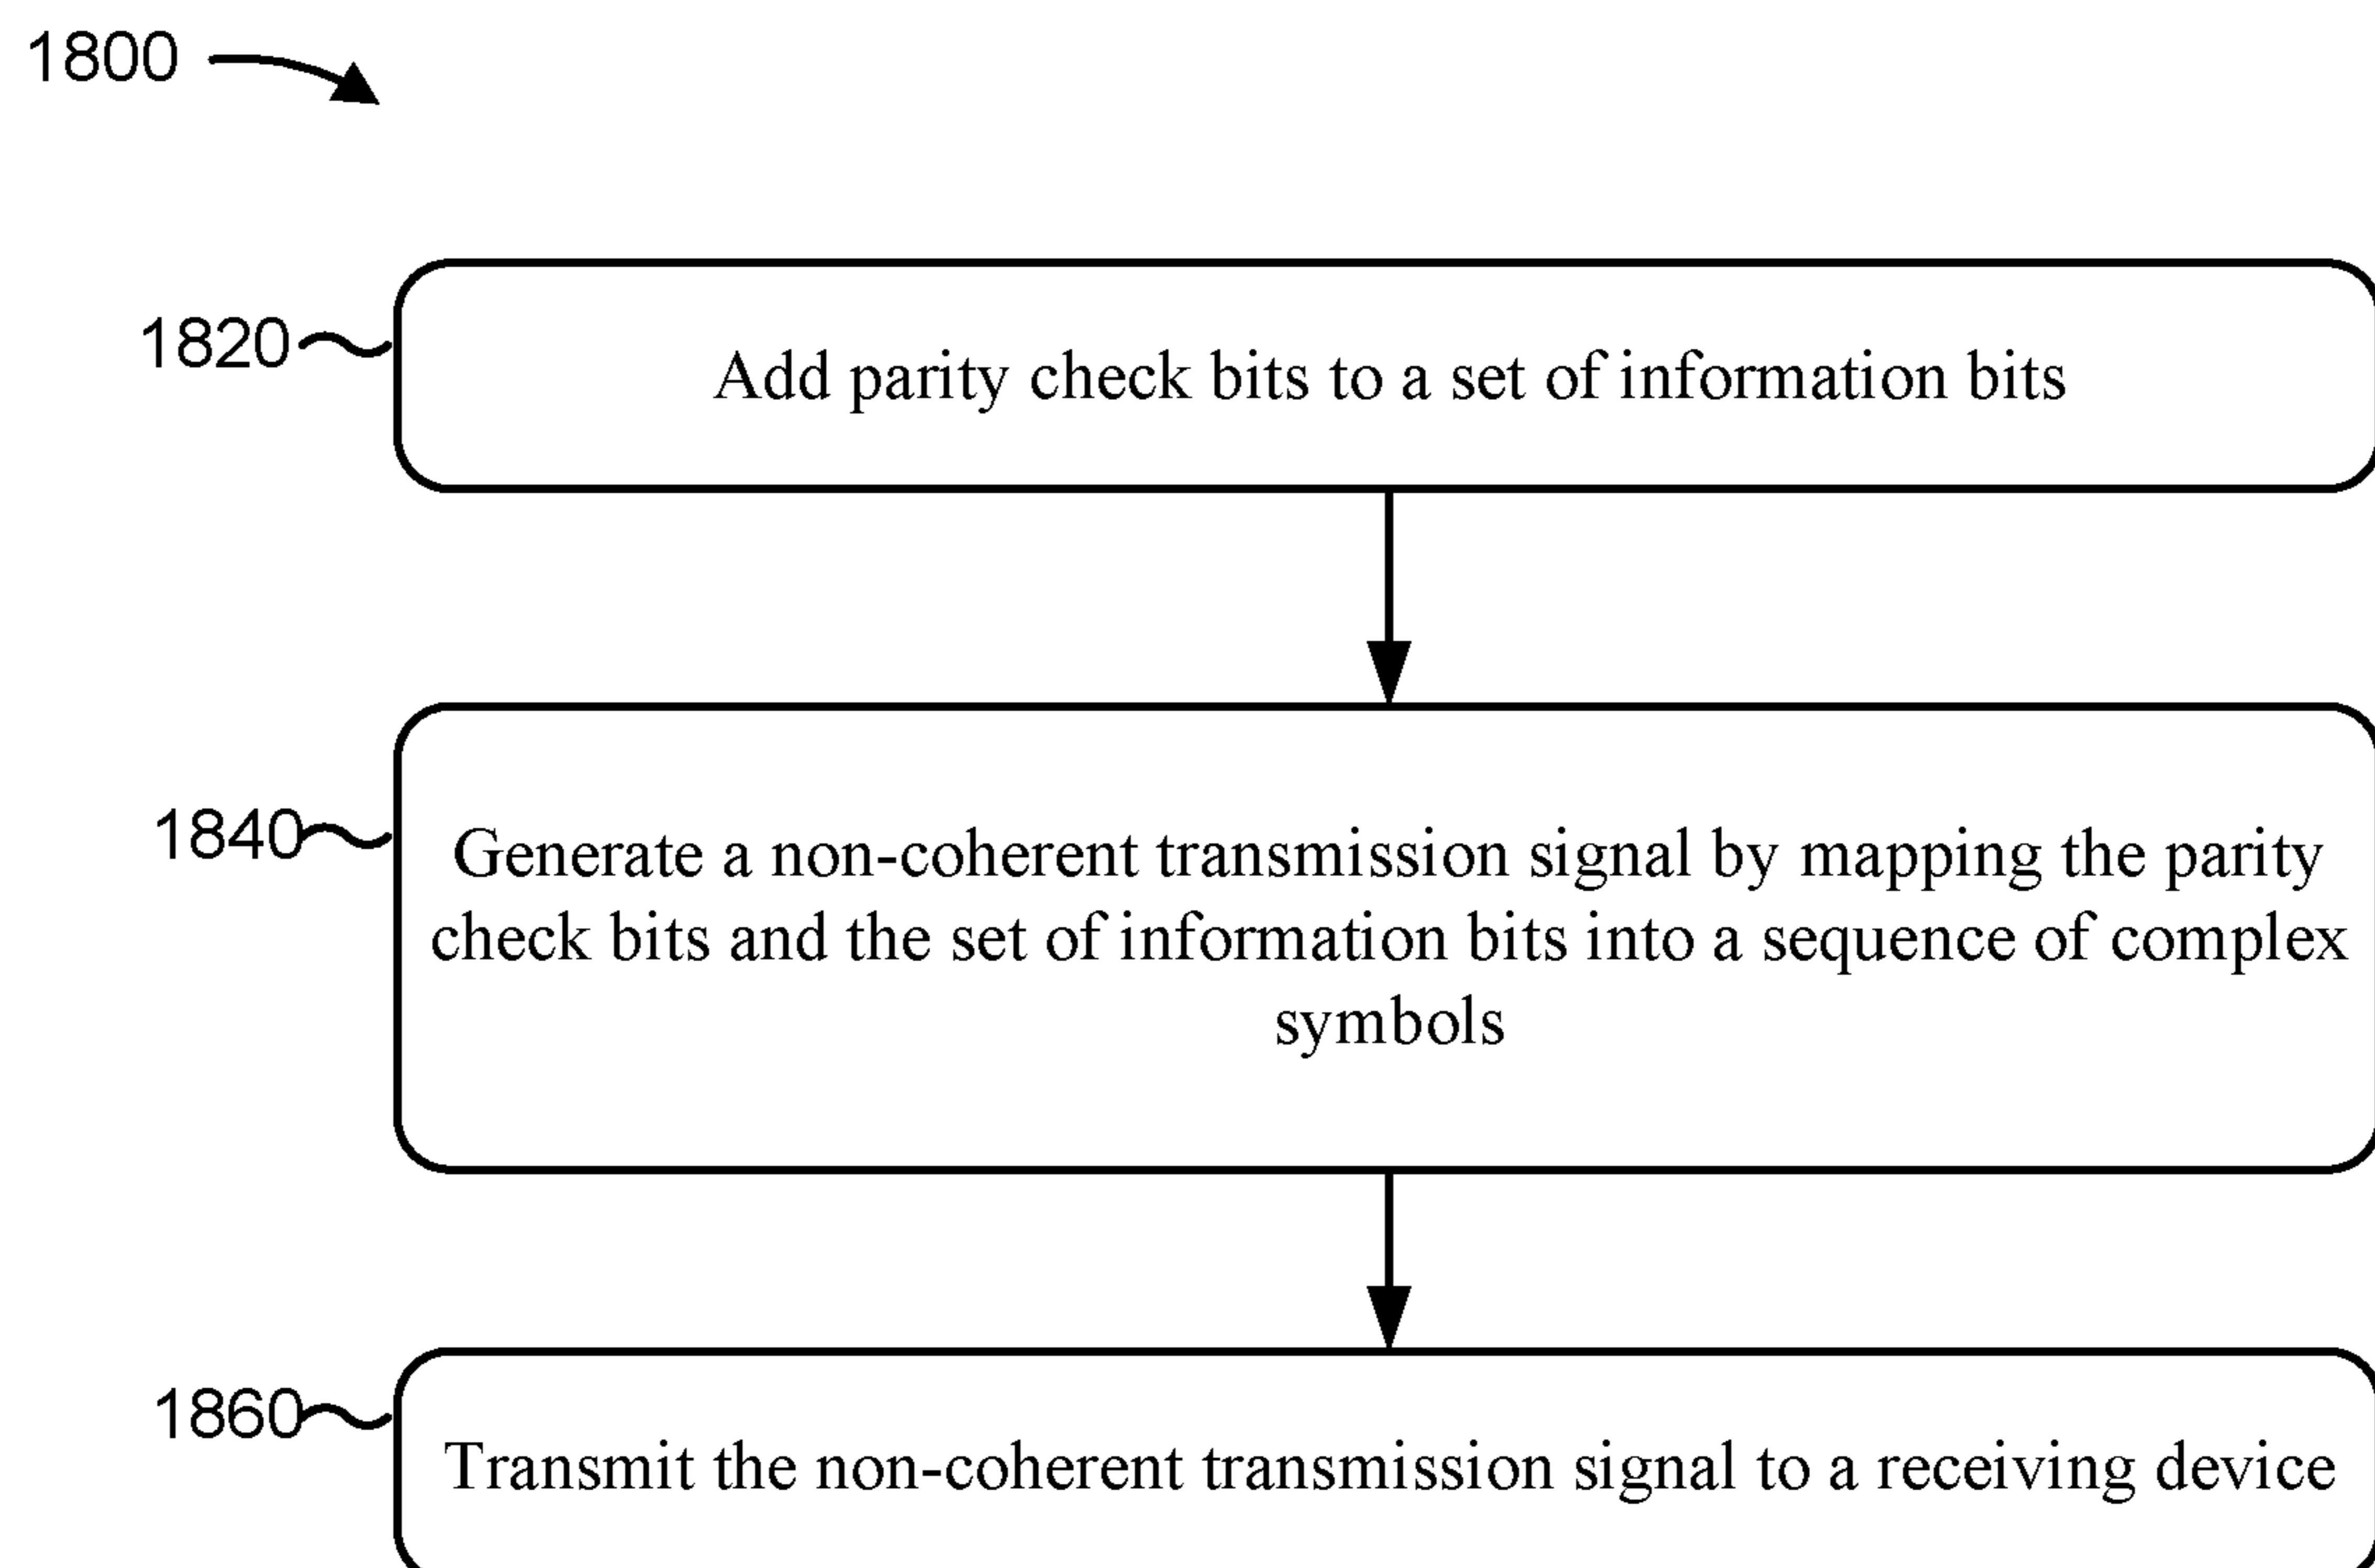 1800
1820
Add parity check bits to a set of information bits
1840
Generate a non-coherent transmission signal by mapping the parity
check bits and the set of information bits into a sequence of complex
symbols
1860
Transmit the non-coherent transmission signal to a receiving device